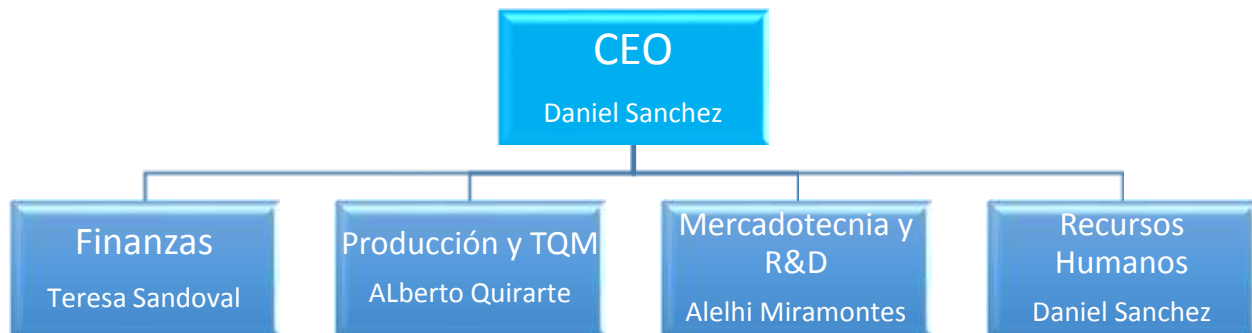 CEO
Daniel Sanchez
Finanzas
Teresa Sandoval
Producción y TQM
ALberto Quirarte
Mercadotecnia y
R&D
Alelhi Miramontes
Recursos
Humanos
Daniel Sanchez